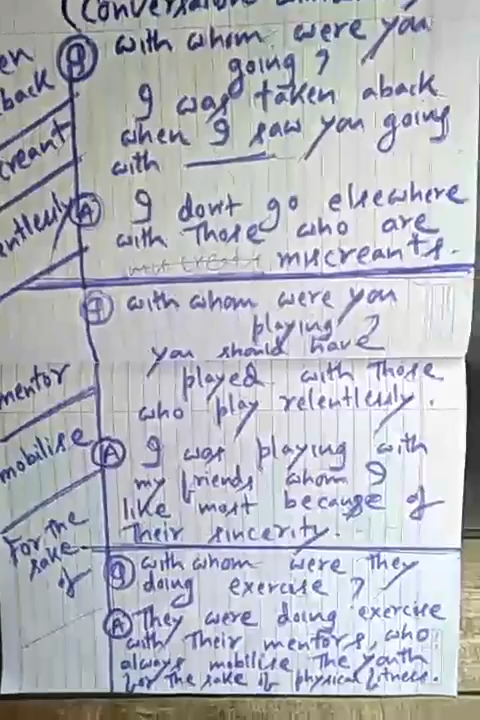 (Conversation
en
aback
creant
entlessly
Q with whom were you
going ?
I was taken aback
when I saw you going
with ______
A I don't go elsewhere
with Those who are
miscreants.
Q with whom were you
playing ?
you should have
played with Those
who play relentlessly.
mentor
mobilise
A I was playing with
my friends whom I
like most because of
Their sincerity.
For the
sake
of
Q with whom were They
doing exercise ?
A They were doing exercise
with Their mentors, who
always mobilise The youth
for The sake of physical fitness.